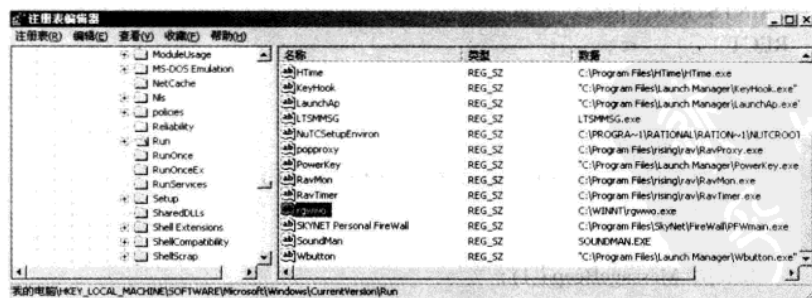 注册表编辑器
注册表(R) 编辑(E) 查看(V) 收藏(F) 帮助(H)
ModuleUsage
MS-DOS Emulation
NetCache
Nls
policies
Reliability
Run
RunOnce
RunOnceEx
RunServices
Setup
SharedDLLs
Shell Extensions
ShellCompatibility
ShellScrap
名称 类型 数据
HTime REG_SZ C:\Program Files\HTime\HTime.exe
KeyHook REG_SZ "C:\Program Files\Launch Manager\KeyHook.exe"
LaunchAp REG_SZ "C:\Program Files\Launch Manager\LaunchAp.exe"
LTSMMSG REG_SZ LTSMMSG.exe
NuTCSetupEnviron REG_SZ C:\PROGRA~1\RATIONAL\RATION~1\NUTCROOT
popproxy REG_SZ C:\Program Files\rising\rav\RavProxy.exe
PowerKey REG_SZ "C:\Program Files\Launch Manager\PowerKey.exe"
RavMon REG_SZ C:\Program Files\rising\rav\RavMon.exe
RavTimer REG_SZ C:\Program Files\rising\rav\RavTimer.exe
rgwwo REG_SZ C:\WINNT\rgwwo.exe
SKYNET Personal FireWall REG_SZ C:\Program Files\SkyNet\FireWall\PFWmain.exe
SoundMan REG_SZ SOUNDMAN.EXE
Wbutton REG_SZ "C:\Program Files\Launch Manager\Wbutton.exe"
我的电脑\HKEY_LOCAL_MACHINE\SOFTWARE\Microsoft\Windows\CurrentVersion\Run